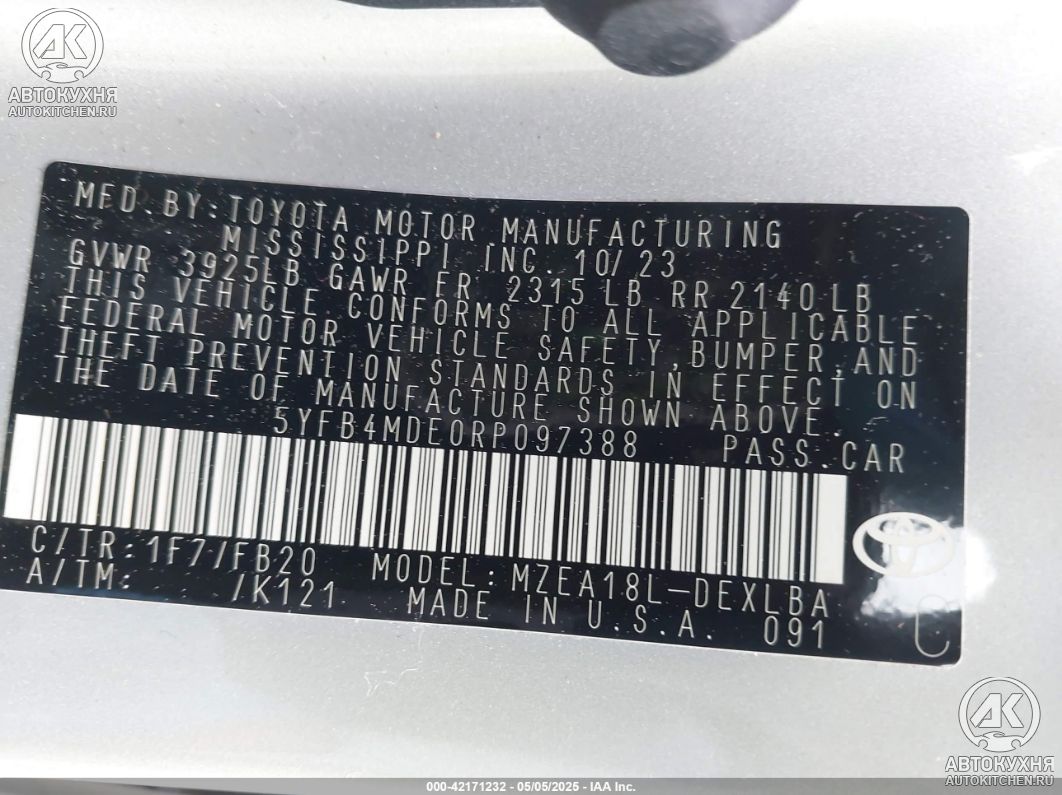 АВТОКУХНЯ
AUTOKITCHEN.RU
MFD.BY:TOYOTA MOTOR MANUFACTURING
MISSISSIPPI INC. 10/23
GVWR 3925LB GAWR FR 2315 LB RR 2140 LB
THIS VEHICLE CONFORMS TO ALL APPLICABLE
FEDERAL MOTOR VEHICLE SAFETY, BUMPER, AND
THEFT PREVENTION STANDARDS IN EFFECT ON
THE DATE OF MANUFACTURE SHOWN ABOVE.
5YFB4MDE0RP097388 PASS.CAR
C/TR: 1F7/FB20 MODEL: MZEA18L-DEXLBA
A/TM: /K121 MADE IN U.S.A. 091
АВТОКУХНЯ
AUTOKITCHEN.RU
000-42171232 - 05/05/2025 - IAA Inc.